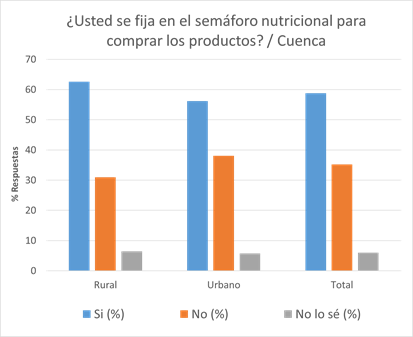 ¿Usted se fija en el semáforo nutricional para
comprar los productos? / Cuenca
% Respuestas
70
60
50
40
30
20
10
0
Rural
Urbano
Total
Si (%)
No (%)
No lo sé (%)